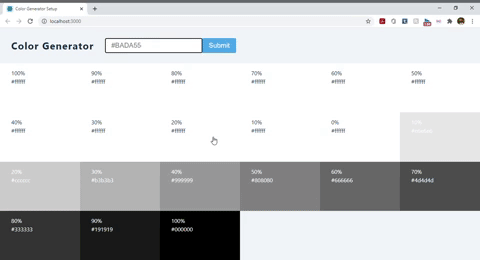 Color Generator Setup
localhost:3000
Color Generator
#BADA55
Submit
100% 90% 80% 70% 60% 50%
#ffffff #ffffff #ffffff #ffffff #ffffff #ffffff
40% 30% 20% 10% 0% 10%
#ffffff #ffffff #ffffff #ffffff #ffffff
20% 30% 40% 50% 60% 70%
#cccccc #b3b3b3 #999999 #808080 #666666 #4d4d4d
80% 90% 100%
#333333 #191919 #000000